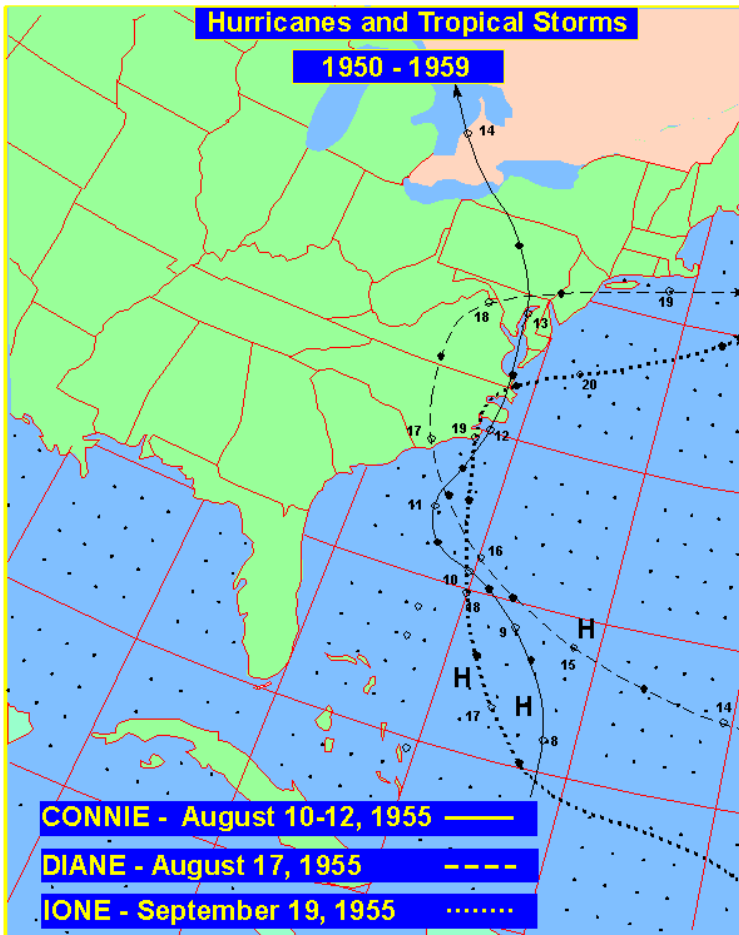 Hurricanes and Tropical Storms
1950 - 1959
14
19
18
13
20
17
19
12
11
16
10
18
9
H
15
H
H
17
14
8
CONNIE - August 10-12, 1955
DIANE - August 17, 1955
IONE - September 19, 1955